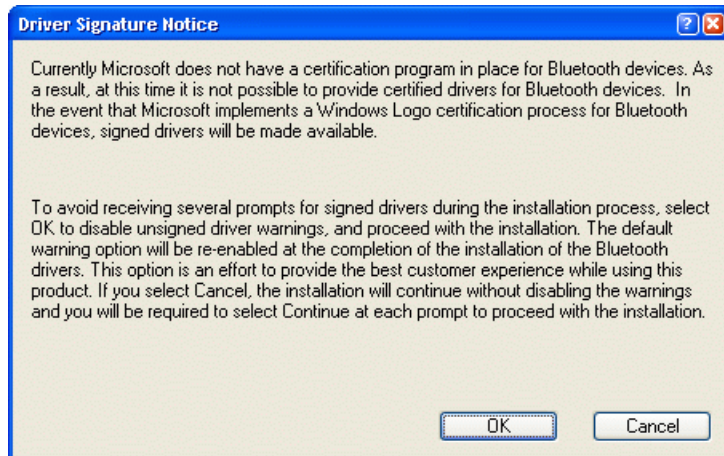 Driver Signature Notice
Currently Microsoft does not have a certification program in place for Bluetooth devices. As
a result, at this time it is not possible to provide certified drivers for Bluetooth devices.  In
the event that Microsoft implements a Windows Logo certification process for Bluetooth
devices, signed drivers will be made available.
To avoid receiving several prompts for signed drivers during the installation process, select
OK to disable unsigned driver warnings, and proceed with the installation. The default
warning option will be re-enabled at the completion of the installation of the Bluetooth
drivers. This option is an effort to provide the best customer experience while using this
product. If you select Cancel, the installation will continue without disabling the warnings
and you will be required to select Continue at each prompt to proceed with the installation.
OK Cancel